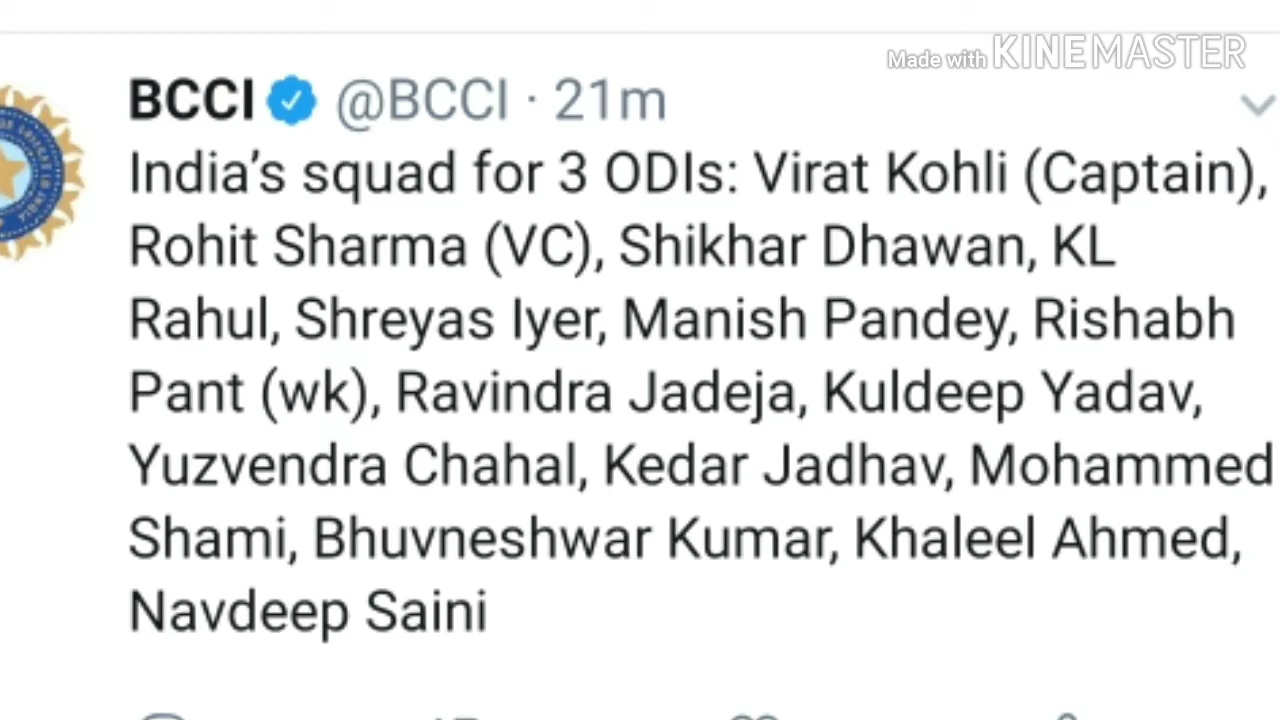 Made with KINEMASTER
BCCI @BCCI · 21m
India's squad for 3 ODIs: Virat Kohli (Captain),
Rohit Sharma (VC), Shikhar Dhawan, KL
Rahul, Shreyas Iyer, Manish Pandey, Rishabh
Pant (wk), Ravindra Jadeja, Kuldeep Yadav,
Yuzvendra Chahal, Kedar Jadhav, Mohammed
Shami, Bhuvneshwar Kumar, Khaleel Ahmed,
Navdeep Saini